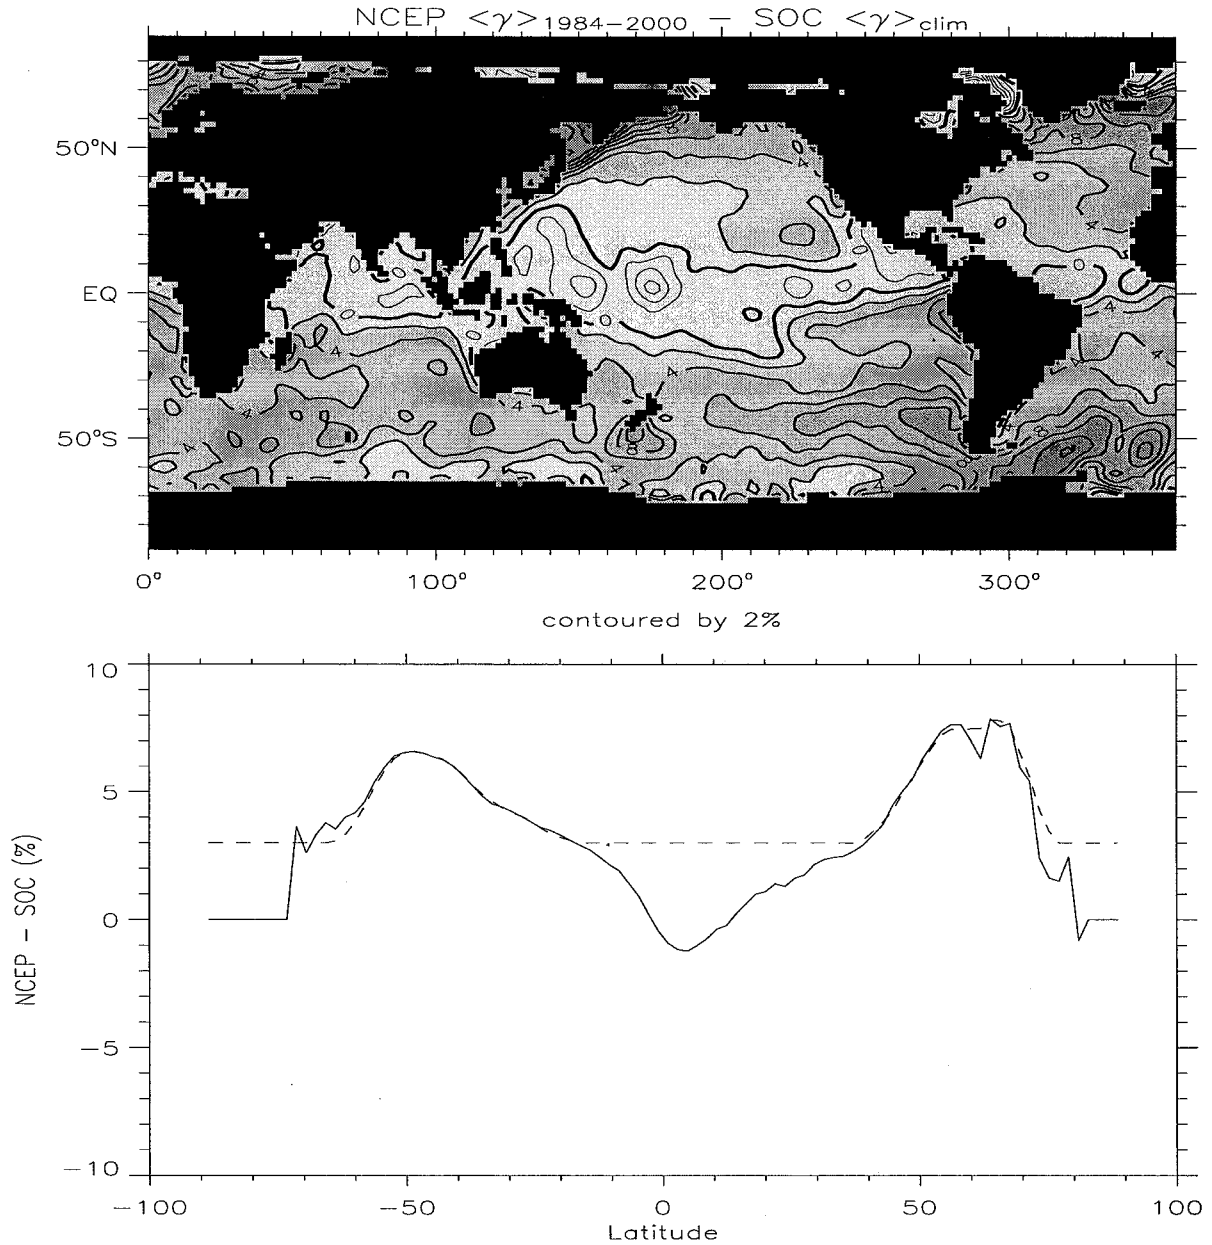 NCEP <γ>1984−2000 − SOC <γ>clim
50°N
EQ
50°S
0° 100° 200° 300°
contoured by 2%
10
5
0
−5
−10
NCEP − SOC (%)
−100 −50 0 50 100
Latitude